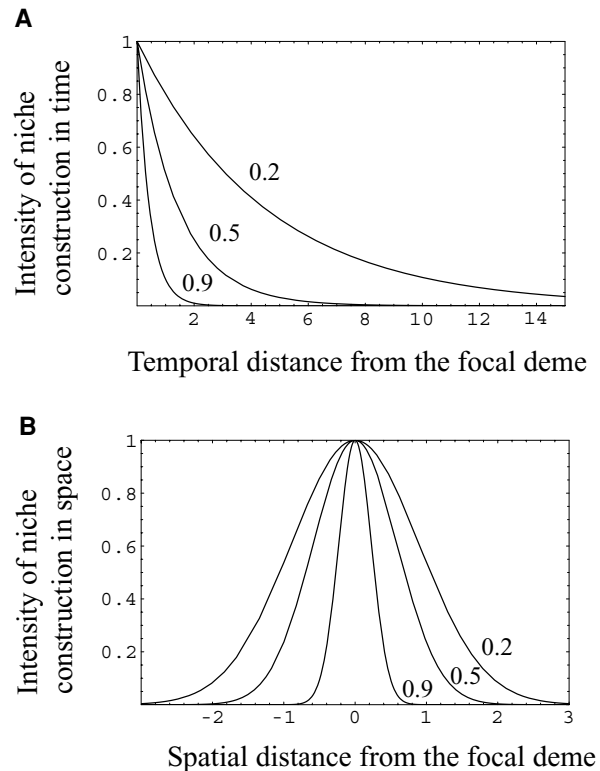 A
Intensity of niche
construction in time
1
0.8
0.6
0.4
0.2
0.2
0.5
0.9
2 4 6 8 10 12 14
Temporal distance from the focal deme
B
Intensity of niche
construction in space
1
0.8
0.6
0.4
0.2
0.2
0.5
0.9
-2 -1 0 1 2 3
Spatial distance from the focal deme